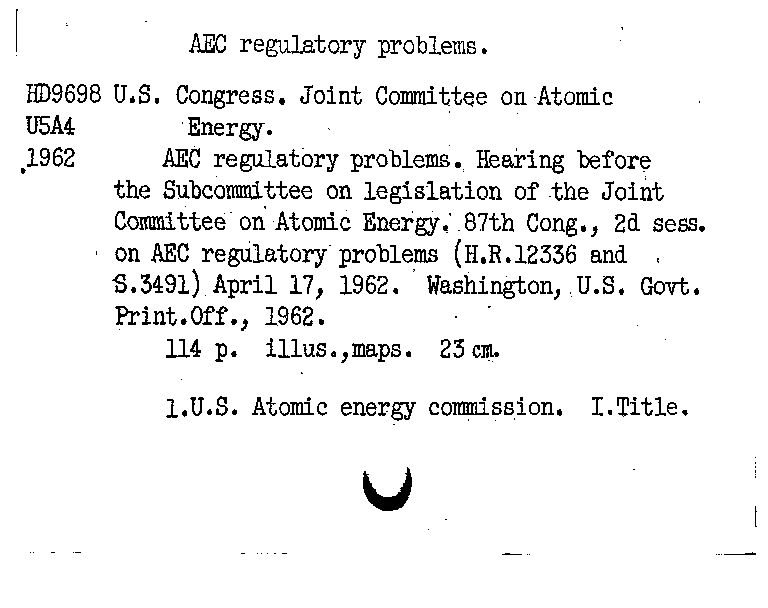 AEC regulatory problems.
HD9698 U.S. Congress. Joint Committee on Atomic
U5A4 Energy.
.1962 AEC regulatory problems. Hearing before
the Subcommittee on legislation of the Joint
Committee on Atomic Energy. 87th Cong., 2d sess.
on AEC regulatory problems (H.R.12336 and
S.3491) April 17, 1962. Washington, U.S. Govt.
Print.Off., 1962.
114 p. illus.,maps. 23 cm.
1.U.S. Atomic energy commission. I.Title.